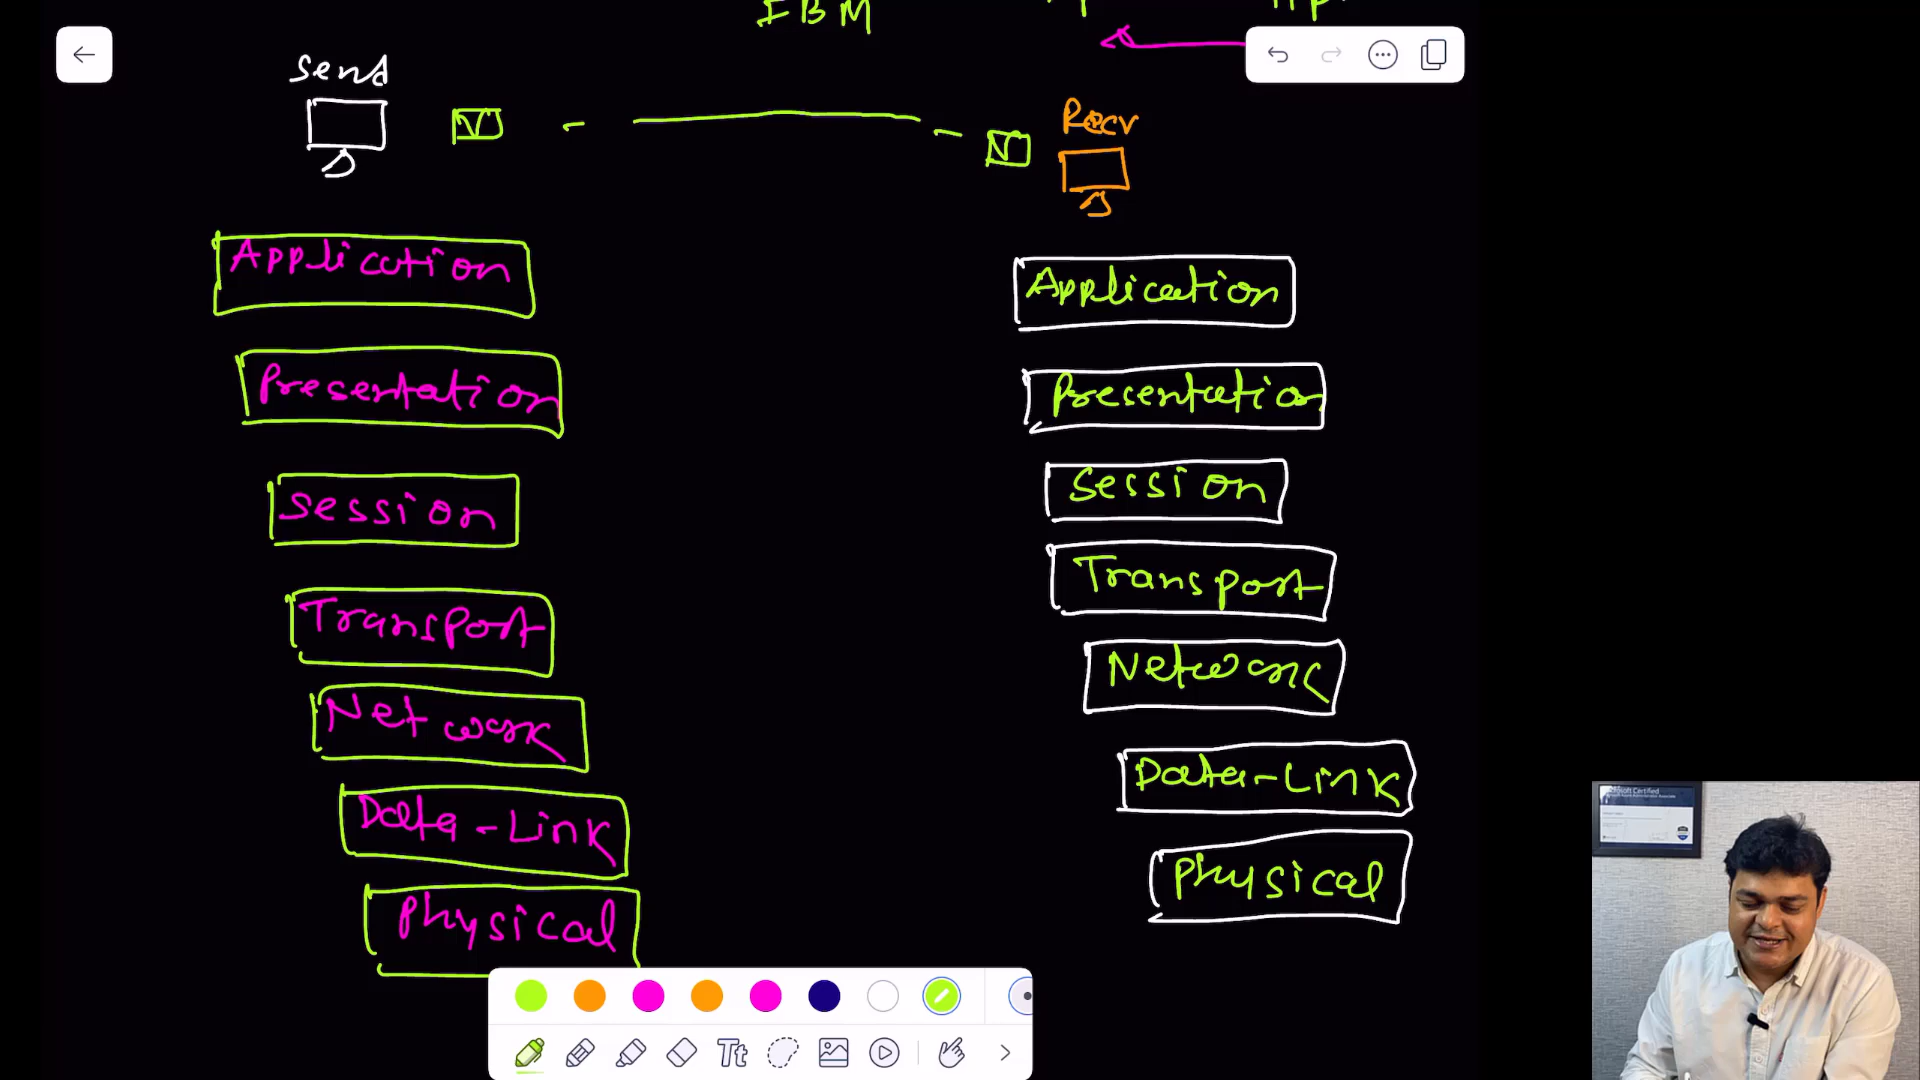 IBM
Send
Recv
N
N
Application
Presentation
Session
Transport
Network
Data-Link
Physical
Application
Presentation
Session
Transport
Network
Data-Link
Physical
Tt